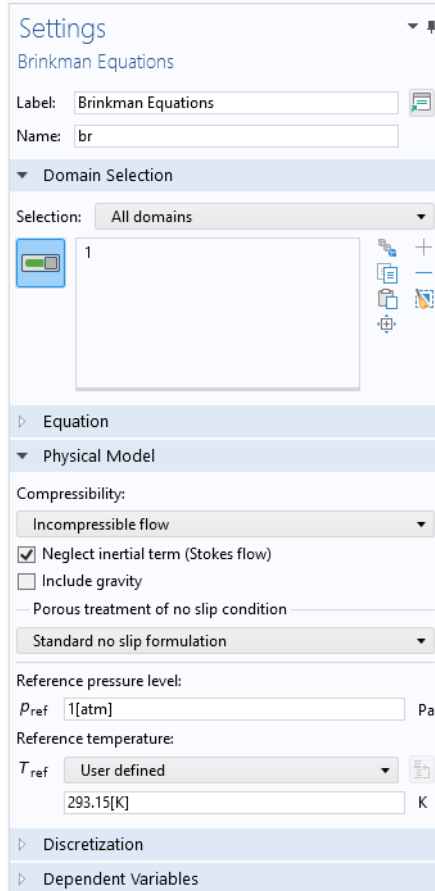 Settings
Brinkman Equations
Label: Brinkman Equations
Name: br
Domain Selection
Selection: All domains
1
Equation
Physical Model
Compressibility:
Incompressible flow
Neglect inertial term (Stokes flow)
Include gravity
Porous treatment of no slip condition
Standard no slip formulation
Reference pressure level:
pref 1[atm] Pa
Reference temperature:
Tref User defined
293.15[K] K
Discretization
Dependent Variables